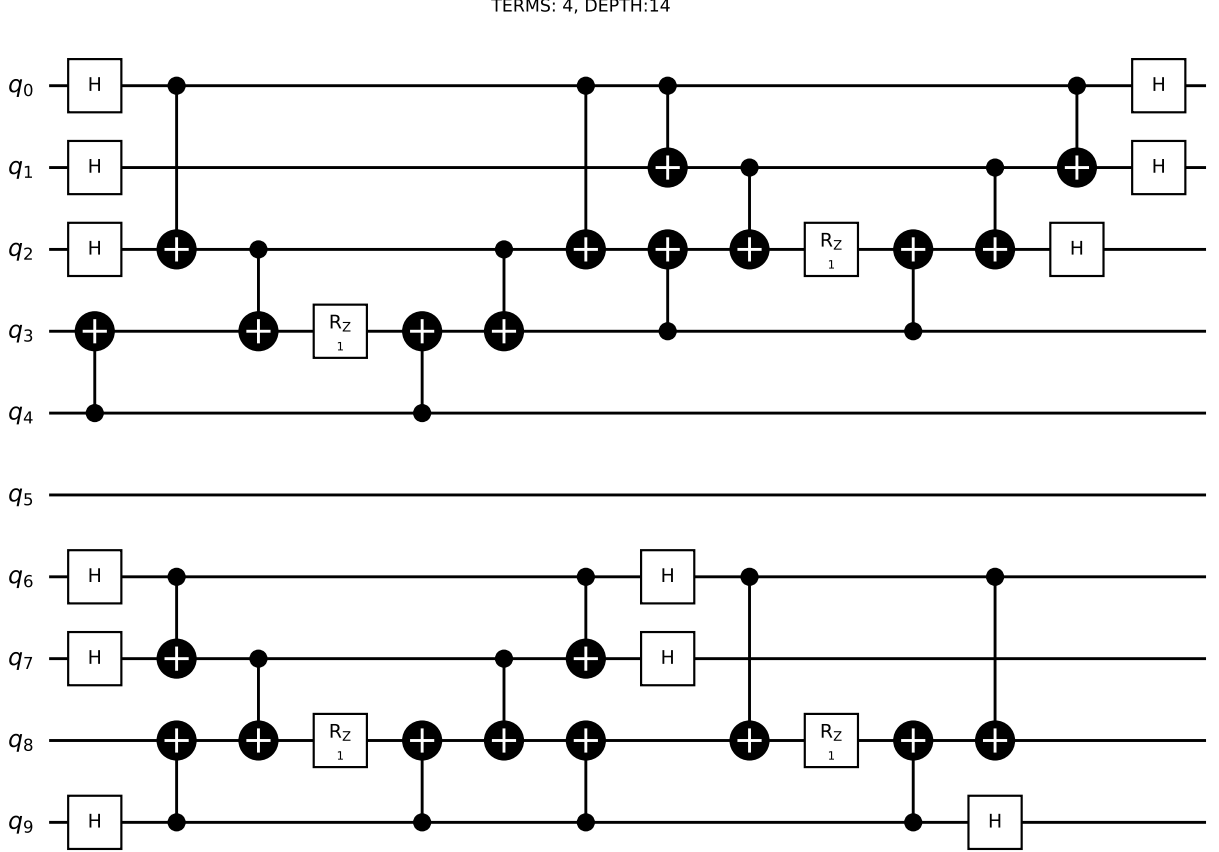 TERMS: 4, DEPTH:14
q0 H H
q1 H H
q2 H RZ 1 H
q3 RZ 1
q4
q5
q6 H H
q7 H H
q8 RZ 1 RZ 1
q9 H H